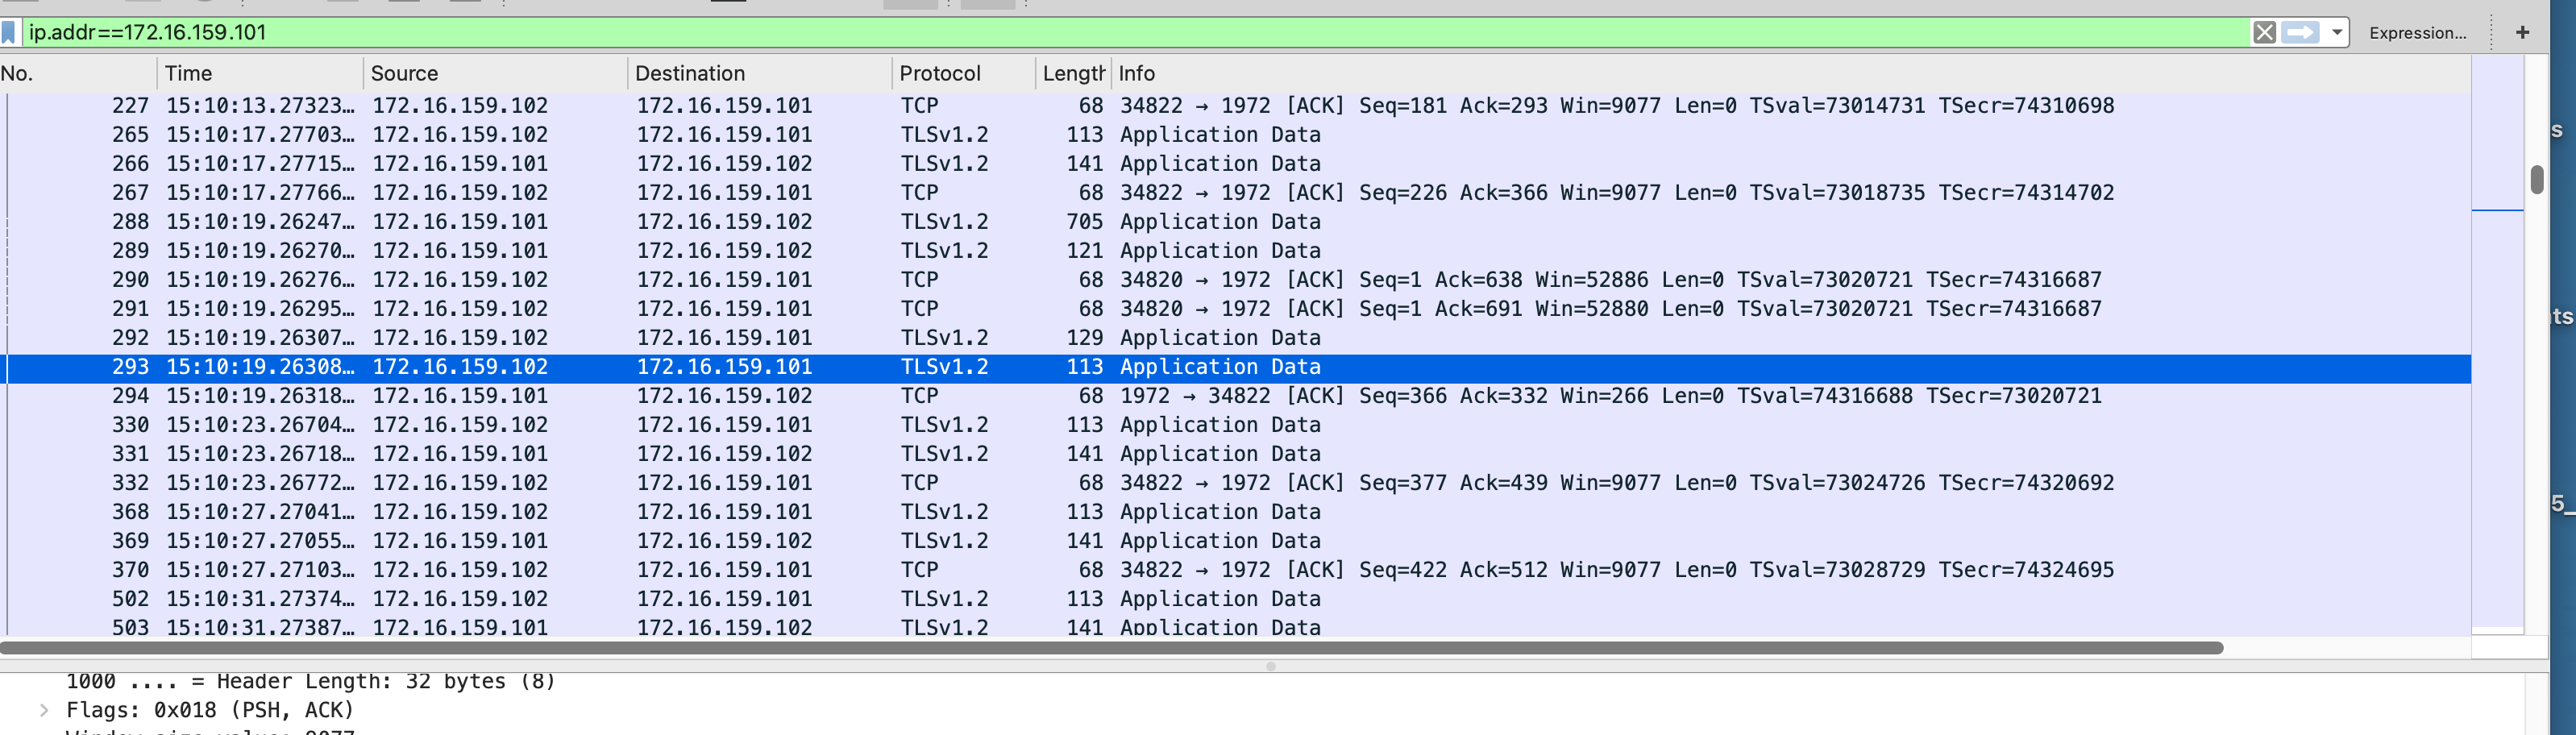 ip.addr==172.16.159.101 Expression… +
No. Time Source Destination Protocol Length Info
227 15:10:13.27323… 172.16.159.102 172.16.159.101 TCP 68 34822 → 1972 [ACK] Seq=181 Ack=293 Win=9077 Len=0 TSval=73014731 TSecr=74310698
265 15:10:17.27703… 172.16.159.102 172.16.159.101 TLSv1.2 113 Application Data
266 15:10:17.27715… 172.16.159.101 172.16.159.102 TLSv1.2 141 Application Data
267 15:10:17.27766… 172.16.159.102 172.16.159.101 TCP 68 34822 → 1972 [ACK] Seq=226 Ack=366 Win=9077 Len=0 TSval=73018735 TSecr=74314702
288 15:10:19.26247… 172.16.159.101 172.16.159.102 TLSv1.2 705 Application Data
289 15:10:19.26270… 172.16.159.101 172.16.159.102 TLSv1.2 121 Application Data
290 15:10:19.26276… 172.16.159.102 172.16.159.101 TCP 68 34820 → 1972 [ACK] Seq=1 Ack=638 Win=52886 Len=0 TSval=73020721 TSecr=74316687
291 15:10:19.26295… 172.16.159.102 172.16.159.101 TCP 68 34820 → 1972 [ACK] Seq=1 Ack=691 Win=52880 Len=0 TSval=73020721 TSecr=74316687
292 15:10:19.26307… 172.16.159.102 172.16.159.101 TLSv1.2 129 Application Data
293 15:10:19.26308… 172.16.159.102 172.16.159.101 TLSv1.2 113 Application Data
294 15:10:19.26318… 172.16.159.101 172.16.159.102 TCP 68 1972 → 34822 [ACK] Seq=366 Ack=332 Win=266 Len=0 TSval=74316688 TSecr=73020721
330 15:10:23.26704… 172.16.159.102 172.16.159.101 TLSv1.2 113 Application Data
331 15:10:23.26718… 172.16.159.101 172.16.159.102 TLSv1.2 141 Application Data
332 15:10:23.26772… 172.16.159.102 172.16.159.101 TCP 68 34822 → 1972 [ACK] Seq=377 Ack=439 Win=9077 Len=0 TSval=73024726 TSecr=74320692
368 15:10:27.27041… 172.16.159.102 172.16.159.101 TLSv1.2 113 Application Data
369 15:10:27.27055… 172.16.159.101 172.16.159.102 TLSv1.2 141 Application Data
370 15:10:27.27103… 172.16.159.102 172.16.159.101 TCP 68 34822 → 1972 [ACK] Seq=422 Ack=512 Win=9077 Len=0 TSval=73028729 TSecr=74324695
502 15:10:31.27374… 172.16.159.102 172.16.159.101 TLSv1.2 113 Application Data
503 15:10:31.27387… 172.16.159.101 172.16.159.102 TLSv1.2 141 Application Data
1000 .... = Header Length: 32 bytes (8)
Flags: 0x018 (PSH, ACK)
s
ts
5_